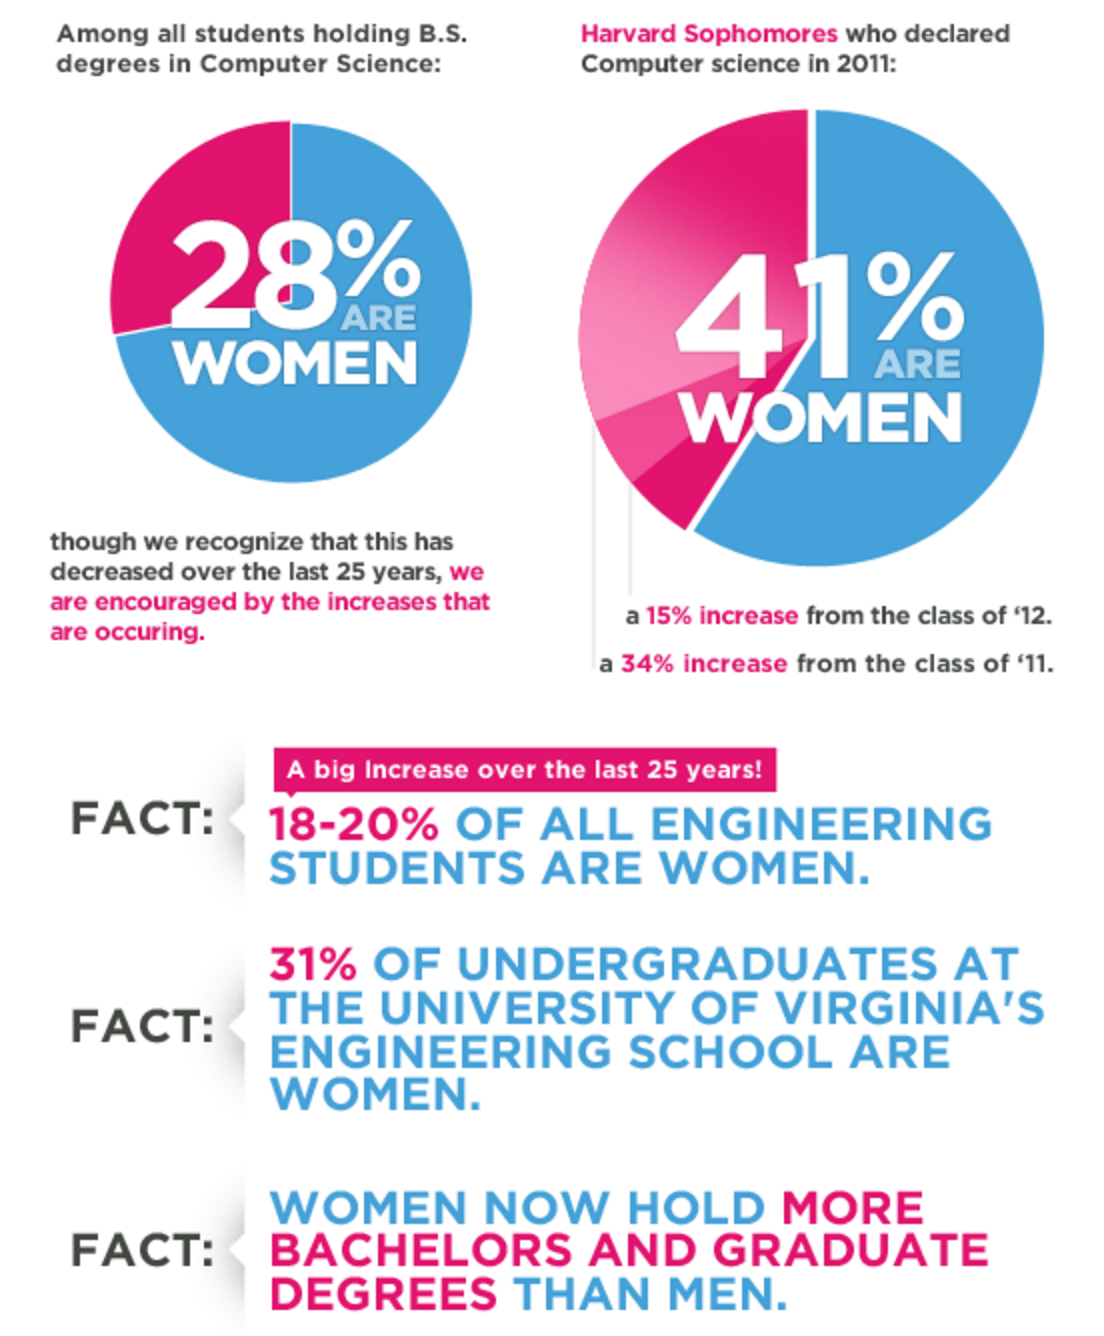 Among all students holding B.S.
degrees in Computer Science:
28%
ARE
WOMEN
though we recognize that this has
decreased over the last 25 years, we
are encouraged by the increases that
are occuring.
Harvard Sophomores who declared
Computer science in 2011:
41%
ARE
WOMEN
a 15% increase from the class of ‘12.
a 34% increase from the class of ‘11.
FACT:
A big Increase over the last 25 years!
18-20% OF ALL ENGINEERING
STUDENTS ARE WOMEN.
FACT:
31% OF UNDERGRADUATES AT
THE UNIVERSITY OF VIRGINIA'S
ENGINEERING SCHOOL ARE
WOMEN.
FACT:
WOMEN NOW HOLD MORE
BACHELORS AND GRADUATE
DEGREES THAN MEN.